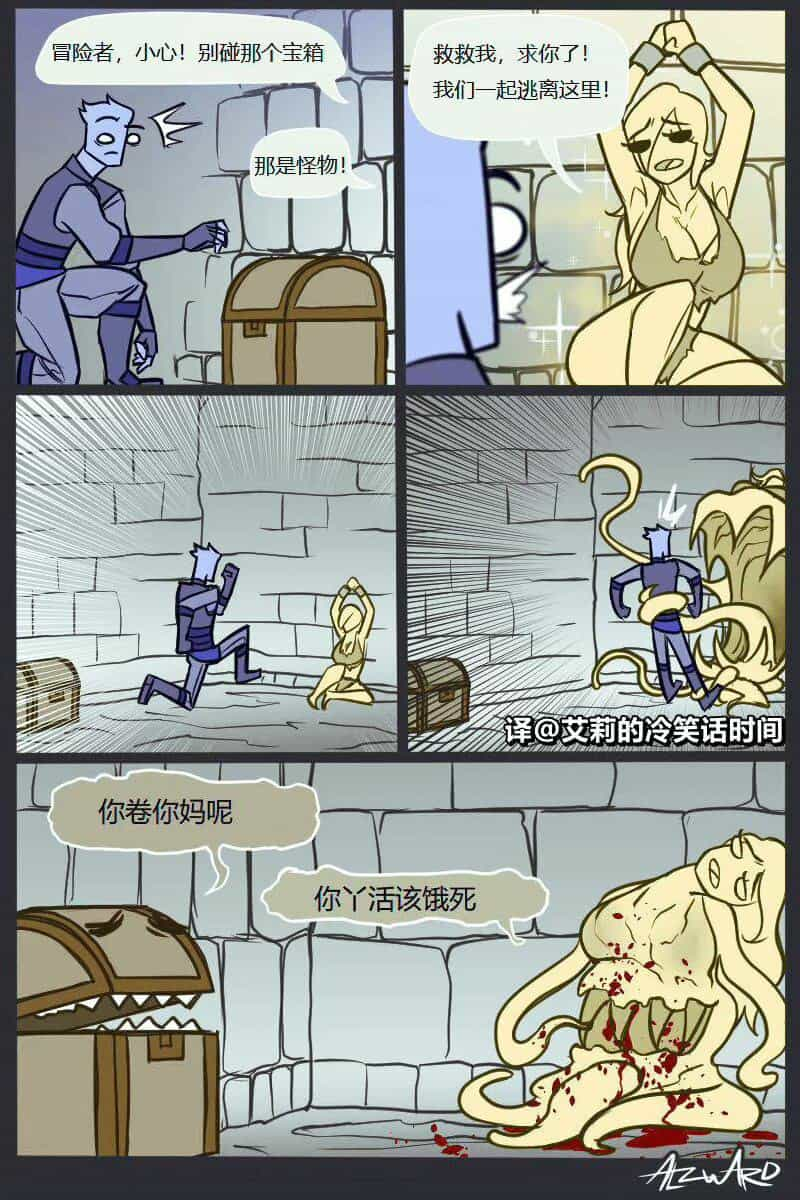 冒险者，小心！别碰那个宝箱
那是怪物！
救救我，求你了！
我们一起逃离这里！
译@艾莉的冷笑话时间
你卷你妈呢
你丫活该饿死
ALZWARD